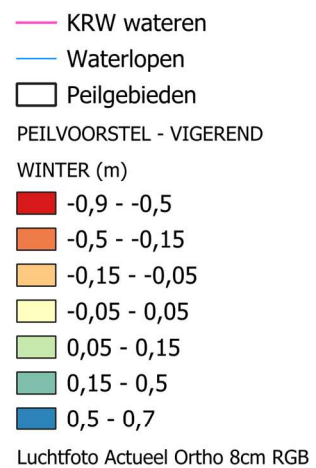 KRW wateren
Waterlopen
Peilgebieden
PEILVOORSTEL - VIGEREND
WINTER (m)
-0,9 - -0,5
-0,5 - -0,15
-0,15 - -0,05
-0,05 - 0,05
0,05 - 0,15
0,15 - 0,5
0,5 - 0,7
Luchtfoto Actueel Ortho 8cm RGB